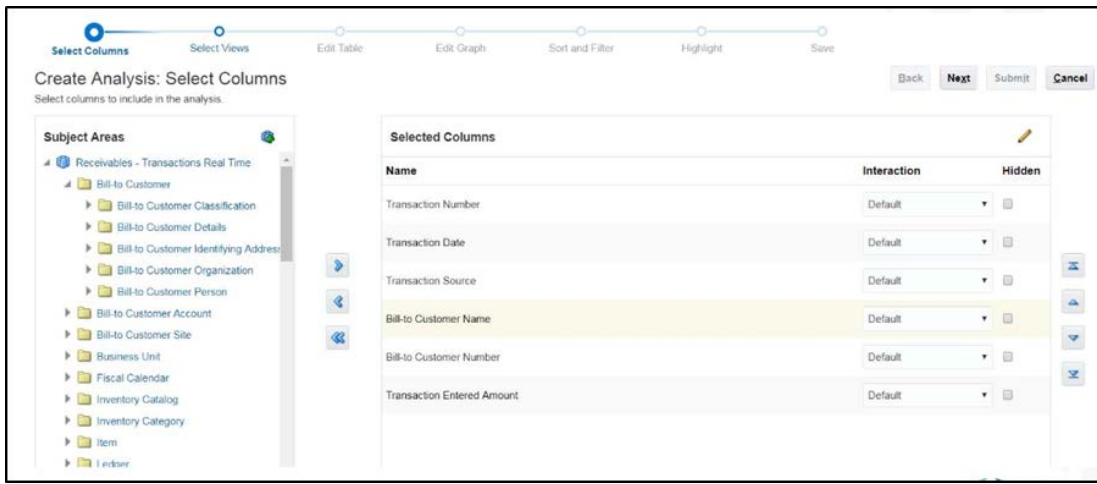 Select Columns Select Views Edit Table Edit Graph Sort and Filter Highlight Save
Create Analysis: Select Columns
Back Next Submit Cancel
Select columns to include in the analysis.
Subject Areas
Receivables - Transactions Real Time
Bill-to Customer
Bill-to Customer Classification
Bill-to Customer Details
Bill-to Customer Identifying Address
Bill-to Customer Organization
Bill-to Customer Person
Bill-to Customer Account
Bill-to Customer Site
Business Unit
Fiscal Calendar
Inventory Catalog
Inventory Category
Item
Ledger
Selected Columns
Name Interaction Hidden
Transaction Number Default
Transaction Date Default
Transaction Source Default
Bill-to Customer Name Default
Bill-to Customer Number Default
Transaction Entered Amount Default